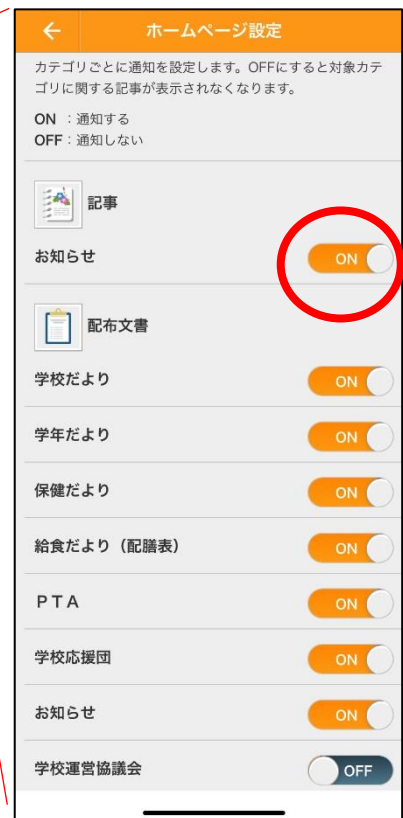 ← ホームページ設定
カテゴリごとに通知を設定します。OFFにすると対象カテ
ゴリに関する記事が表示されなくなります。
ON ：通知する
OFF：通知しない
記事
お知らせ ON
配布文書
学校だより ON
学年だより ON
保健だより ON
給食だより（配膳表） ON
ＰＴＡ ON
学校応援団 ON
お知らせ ON
学校運営協議会 OFF